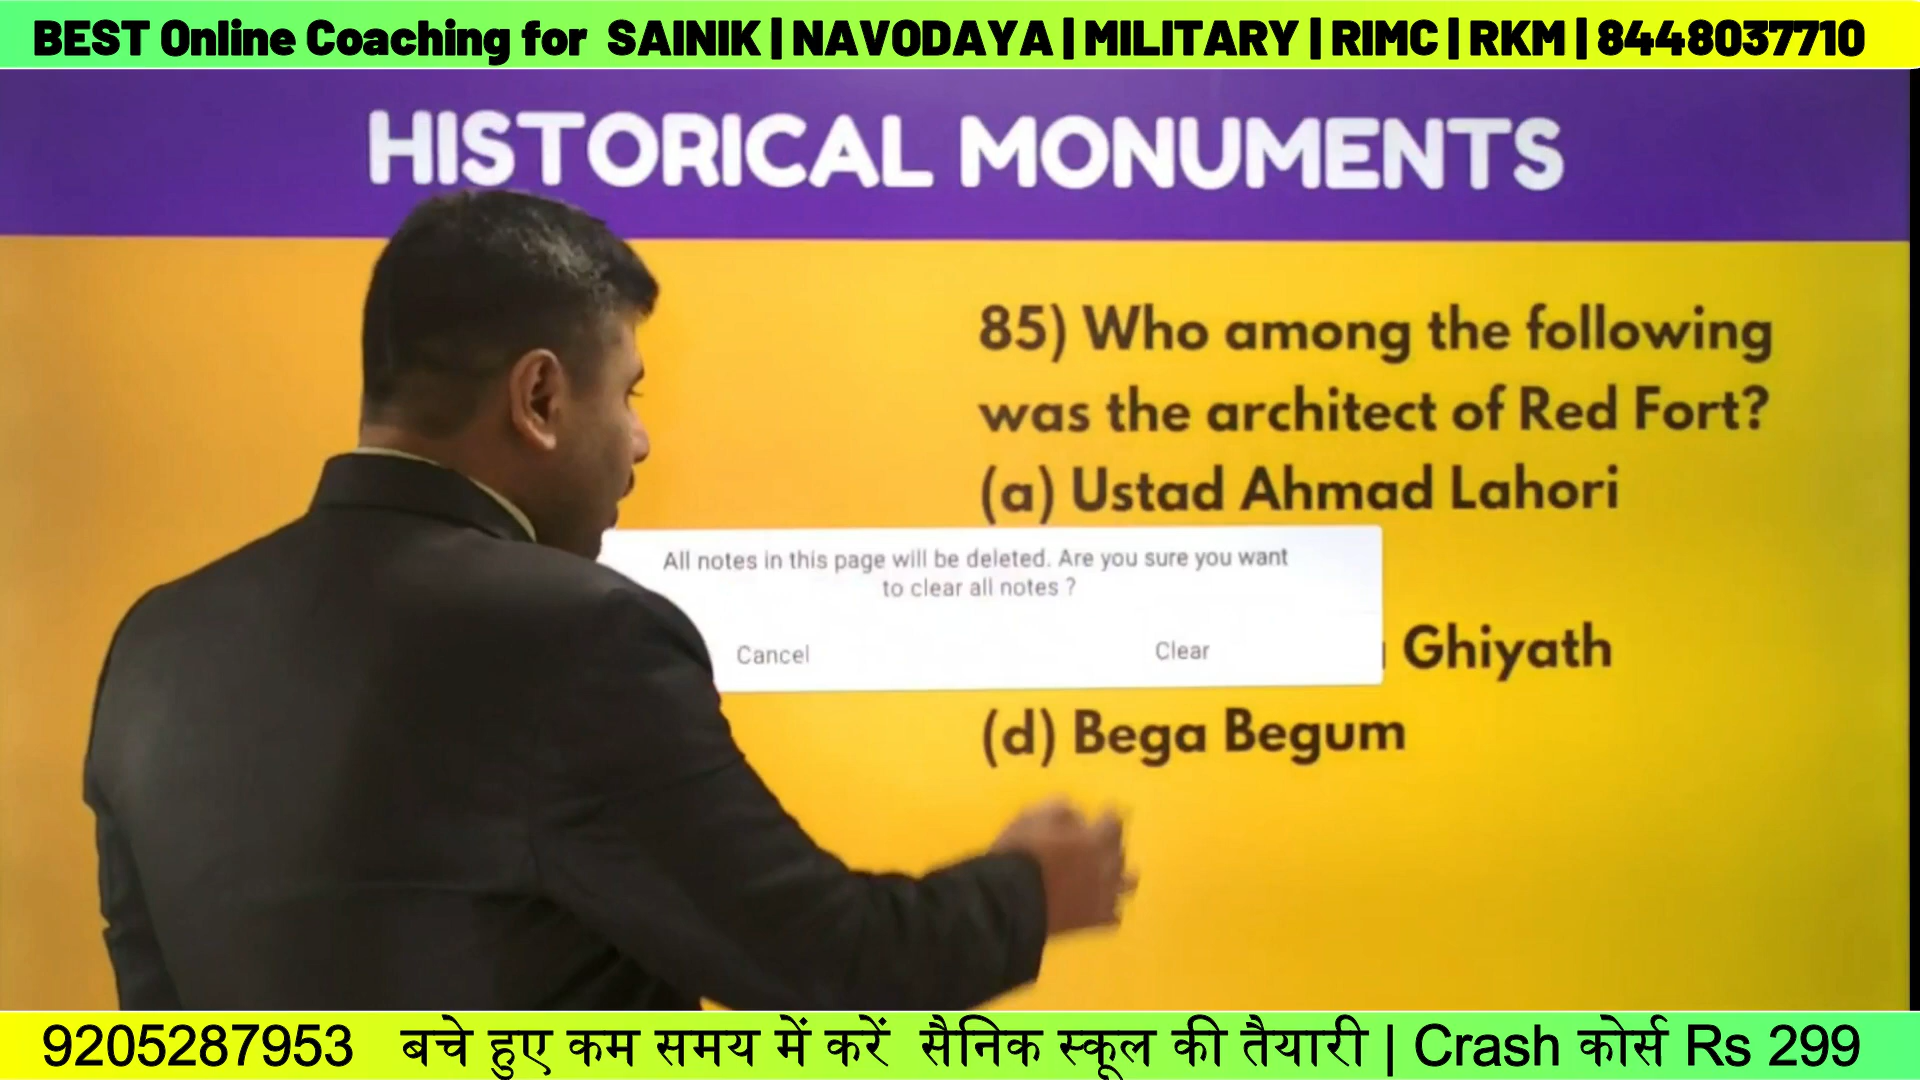 BEST Online Coaching for SAINIK | NAVODAYA | MILITARY | RIMC | RKM | 8448037710
HISTORICAL MONUMENTS
85) Who among the following
was the architect of Red Fort?
(a) Ustad Ahmad Lahori
All notes in this page will be deleted. Are you sure you want
to clear all notes ?
Cancel Clear
Ghiyath
(d) Bega Begum
9205287953 बचे हुए कम समय में करें सैनिक स्कूल की तैयारी | Crash कोर्स Rs 299